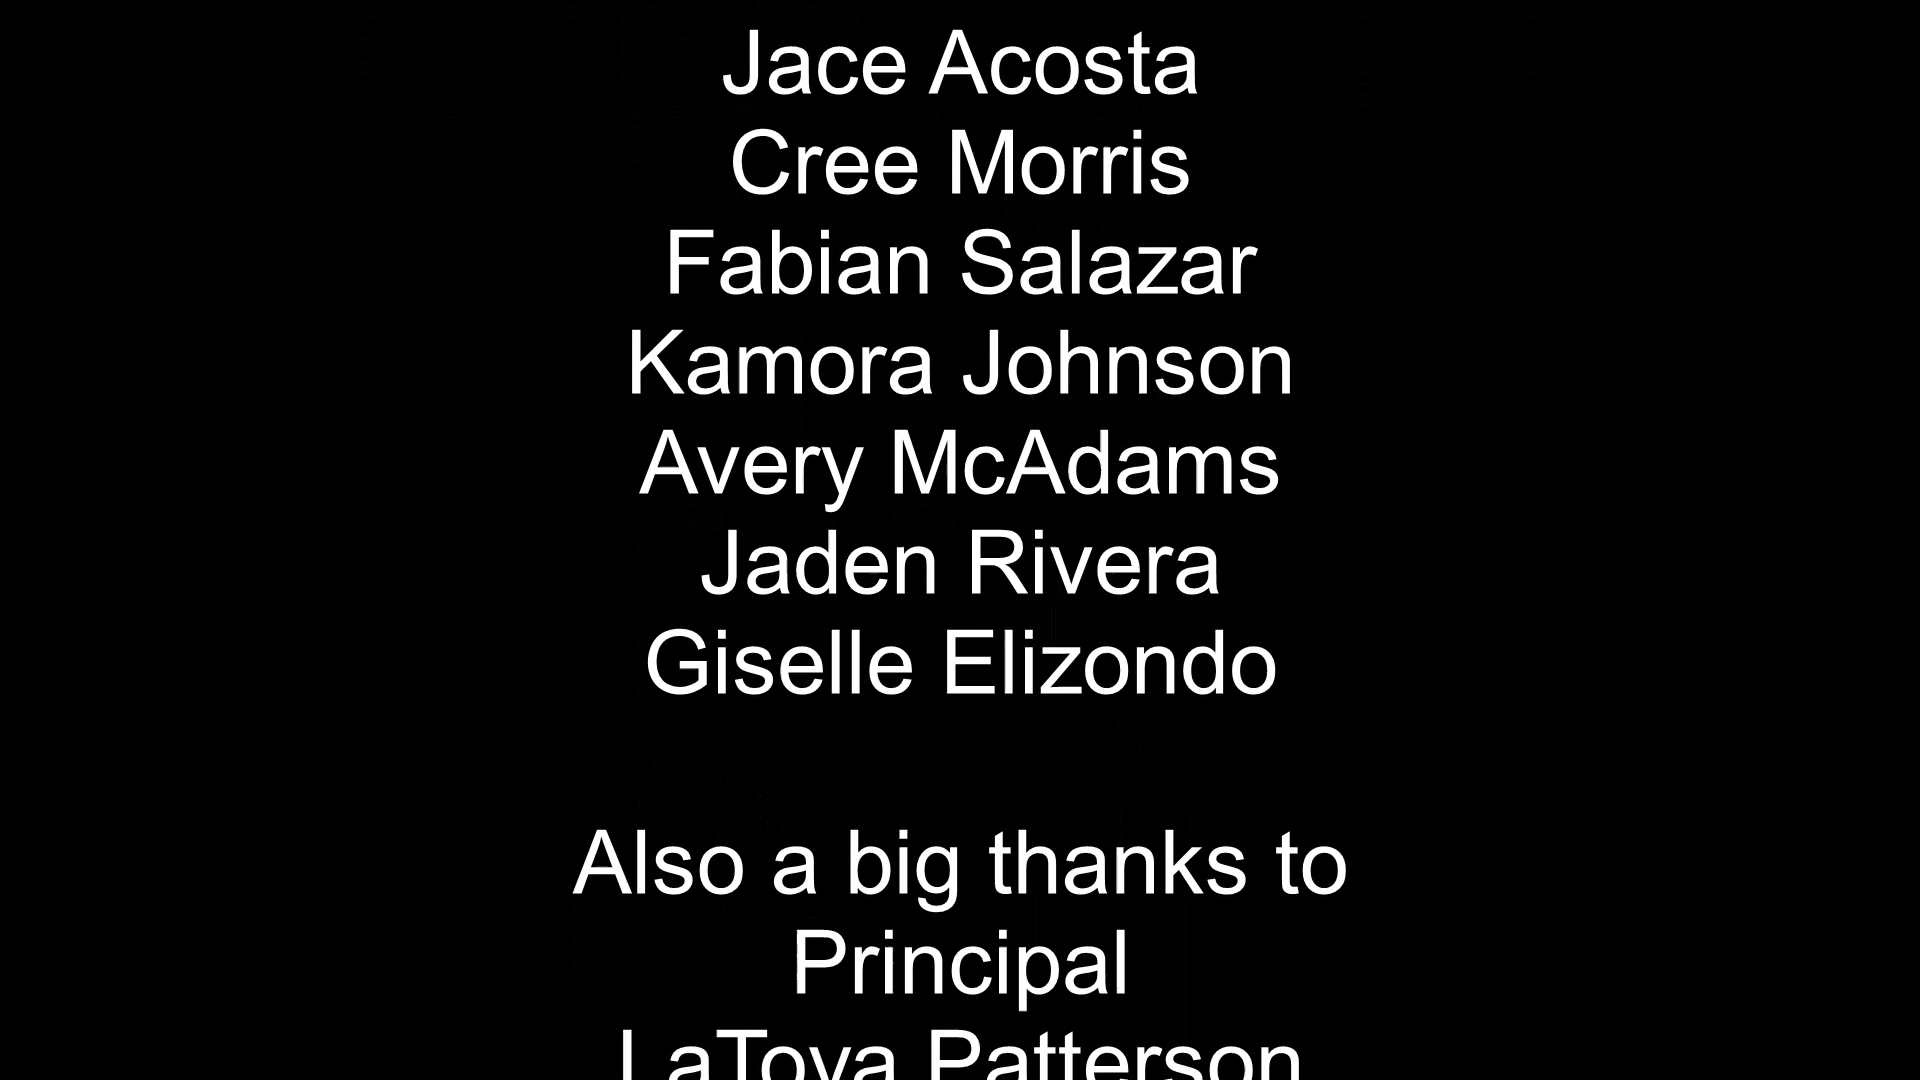 Jace Acosta
Cree Morris
Fabian Salazar
Kamora Johnson
Avery McAdams
Jaden Rivera
Giselle Elizondo
Also a big thanks to
Principal
LaToya Patterson